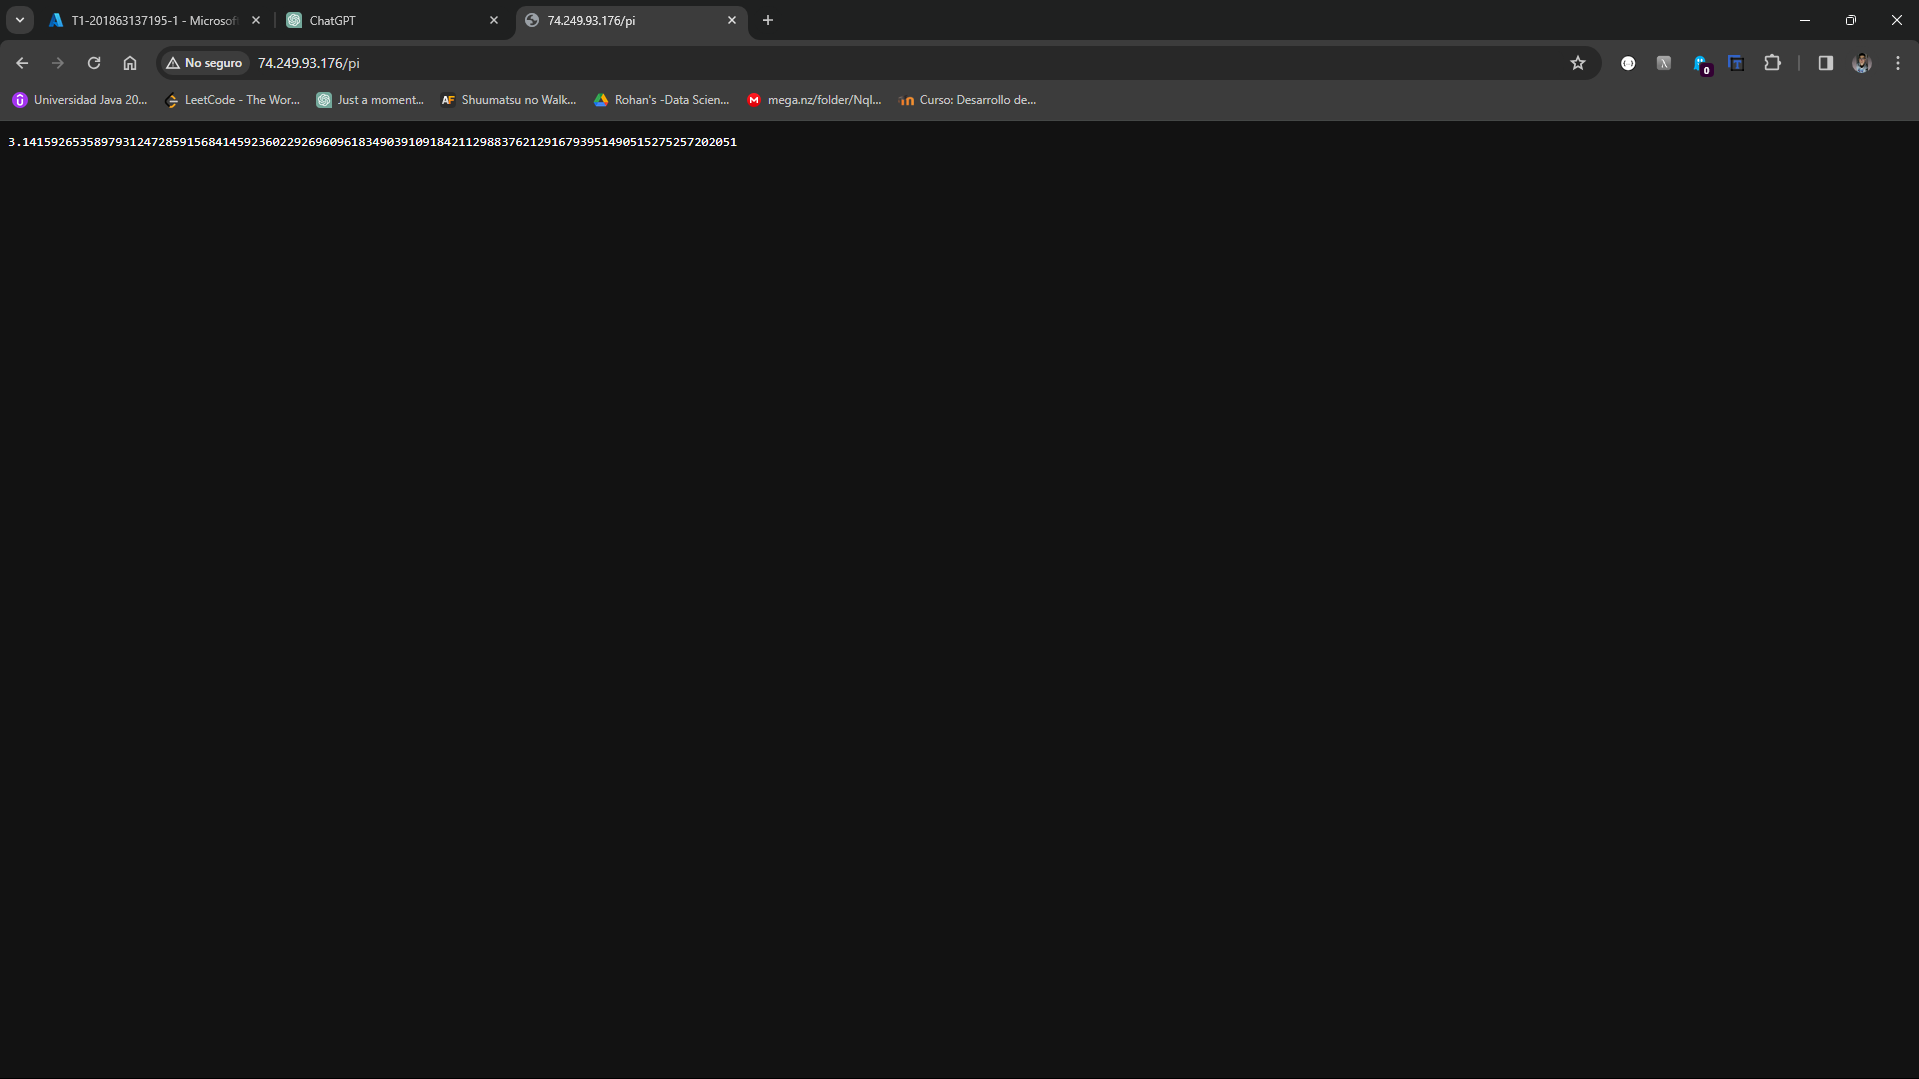 T1-201863137195-1 - Microsof
ChatGPT
74.249.93.176/pi
No seguro
74.249.93.176/pi
0
Universidad Java 20...
LeetCode - The Wor...
Just a moment...
AF
Shuumatsu no Walk...
Rohan's -Data Scien...
M
mega.nz/folder/Nql...
Curso: Desarrollo de...
3.1415926535897931247285915684145923602292696096183490391091842112988376212916793951490515275257202051